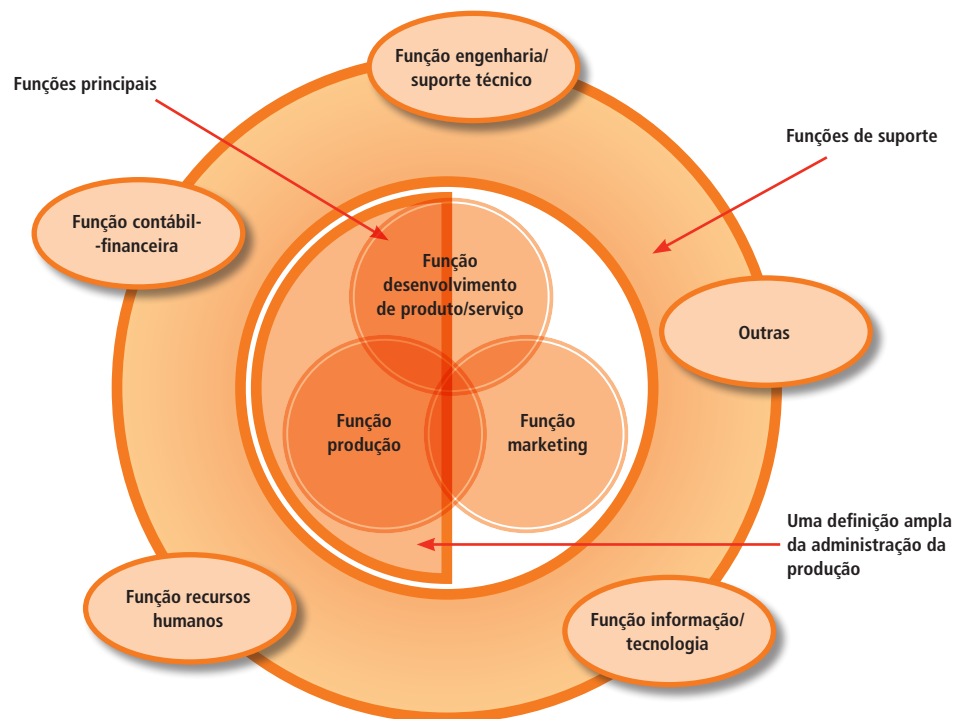 Função engenharia/
suporte técnico
Funções principais
Funções de suporte
Função contábil-
-financeira
Função
desenvolvimento
de produto/serviço
Outras
Função
produção
Função
marketing
Uma definição ampla
da administração da
produção
Função recursos
humanos
Função informação/
tecnologia